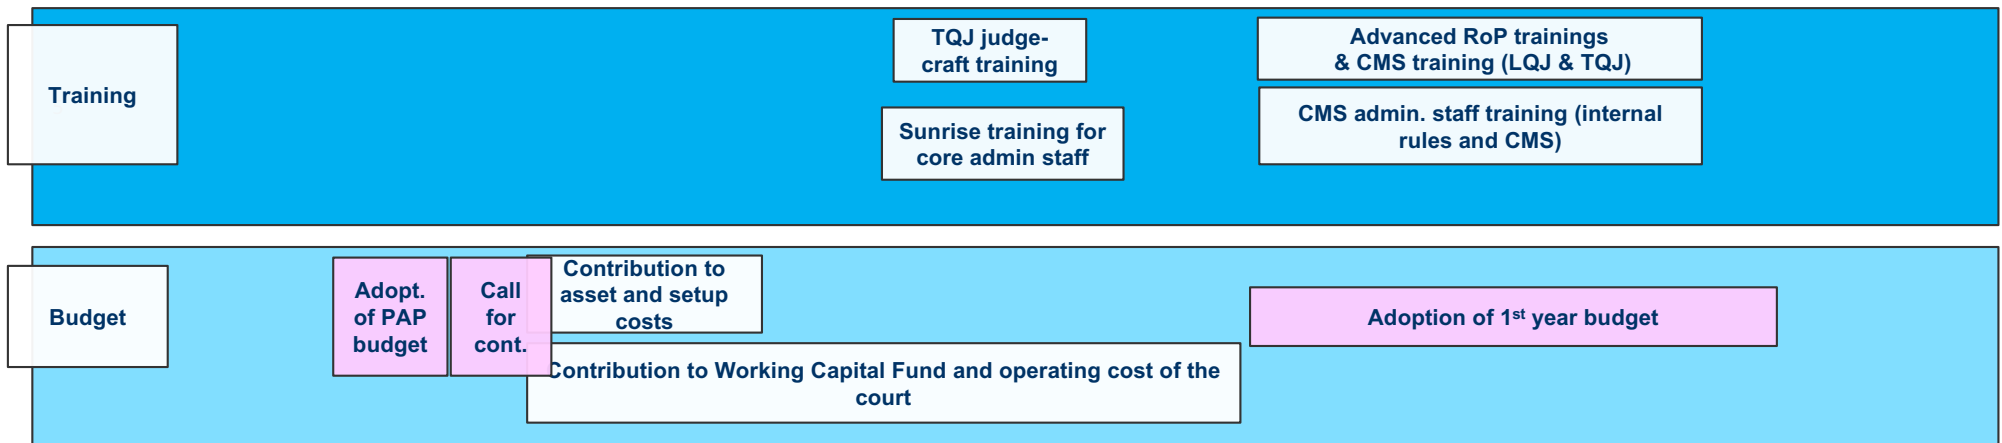 Training
TQJ judge-
craft training
Sunrise training for
core admin staff
Advanced RoP trainings
& CMS training (LQJ & TQJ)
CMS admin. staff training (internal
rules and CMS)
Budget
Adopt.
of PAP
budget
Call
for
cont.
Contribution to
asset and setup
costs
Contribution to Working Capital Fund and operating cost of the
court
Adoption of 1st year budget